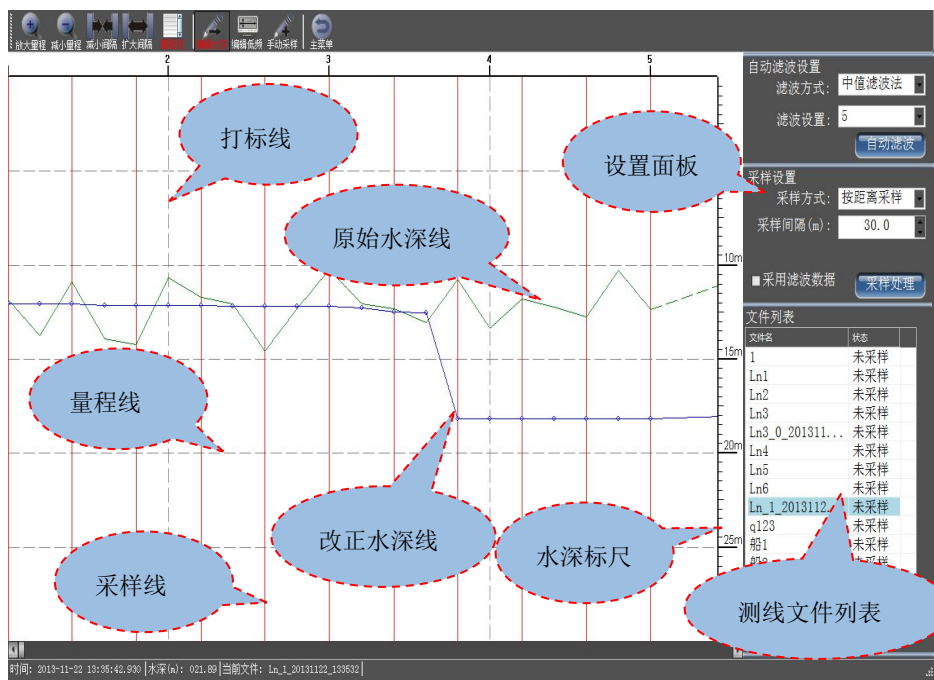 放大量程 减小量程 减小间隔 扩大间隔 编辑低频 手动采样 主菜单
2 3 4 5
自动滤波设置
滤波方式: 中值滤波法
滤波设置: 5
自动滤波
打标线
设置面板
采样设置
采样方式: 按距离采样
采样间隔(m): 30.0
原始水深线
10m
采用滤波数据 采样处理
文件列表
文件名 状态
15m
1 未采样
Ln1 未采样
Ln2 未采样
量程线
Ln3 未采样
Ln3_0_201311... 未采样
20m
Ln4 未采样
Ln5 未采样
Ln6 未采样
Ln_1_2013112. 未采样
q123 未采样
改正水深线
25m
船1 未采样
水深标尺
采样线
测线文件列表
时间: 2013-11-22 13:35:42.930 水深(m): 021.89 当前文件: Ln_1_20131122_133532